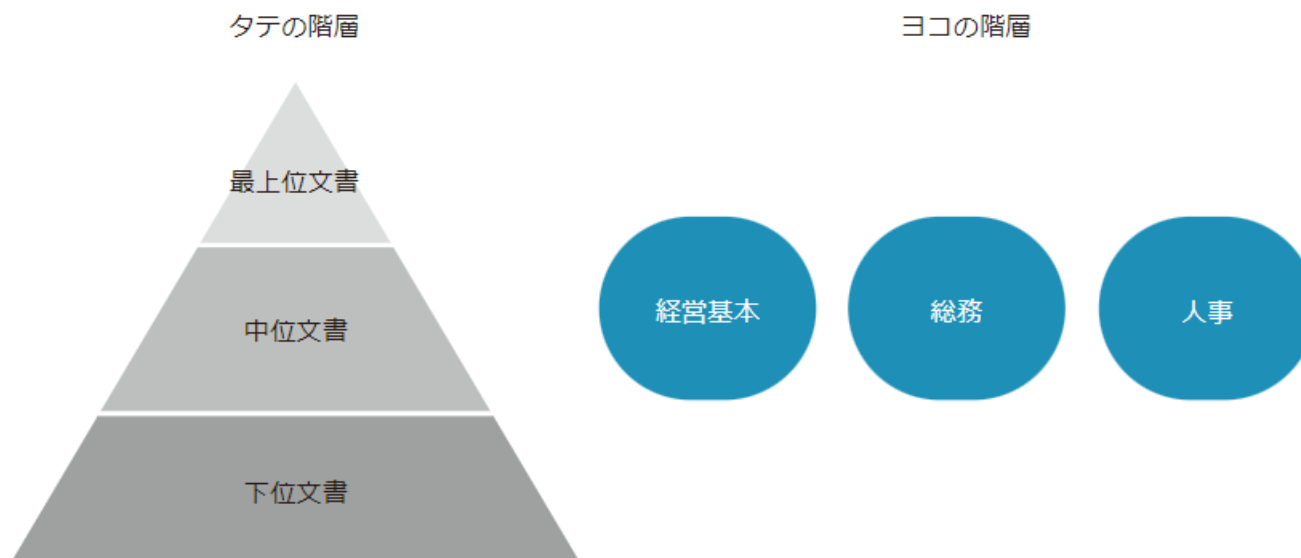 タテの階層
ヨコの階層
最上位文書
中位文書
下位文書
経営基本
総務
人事